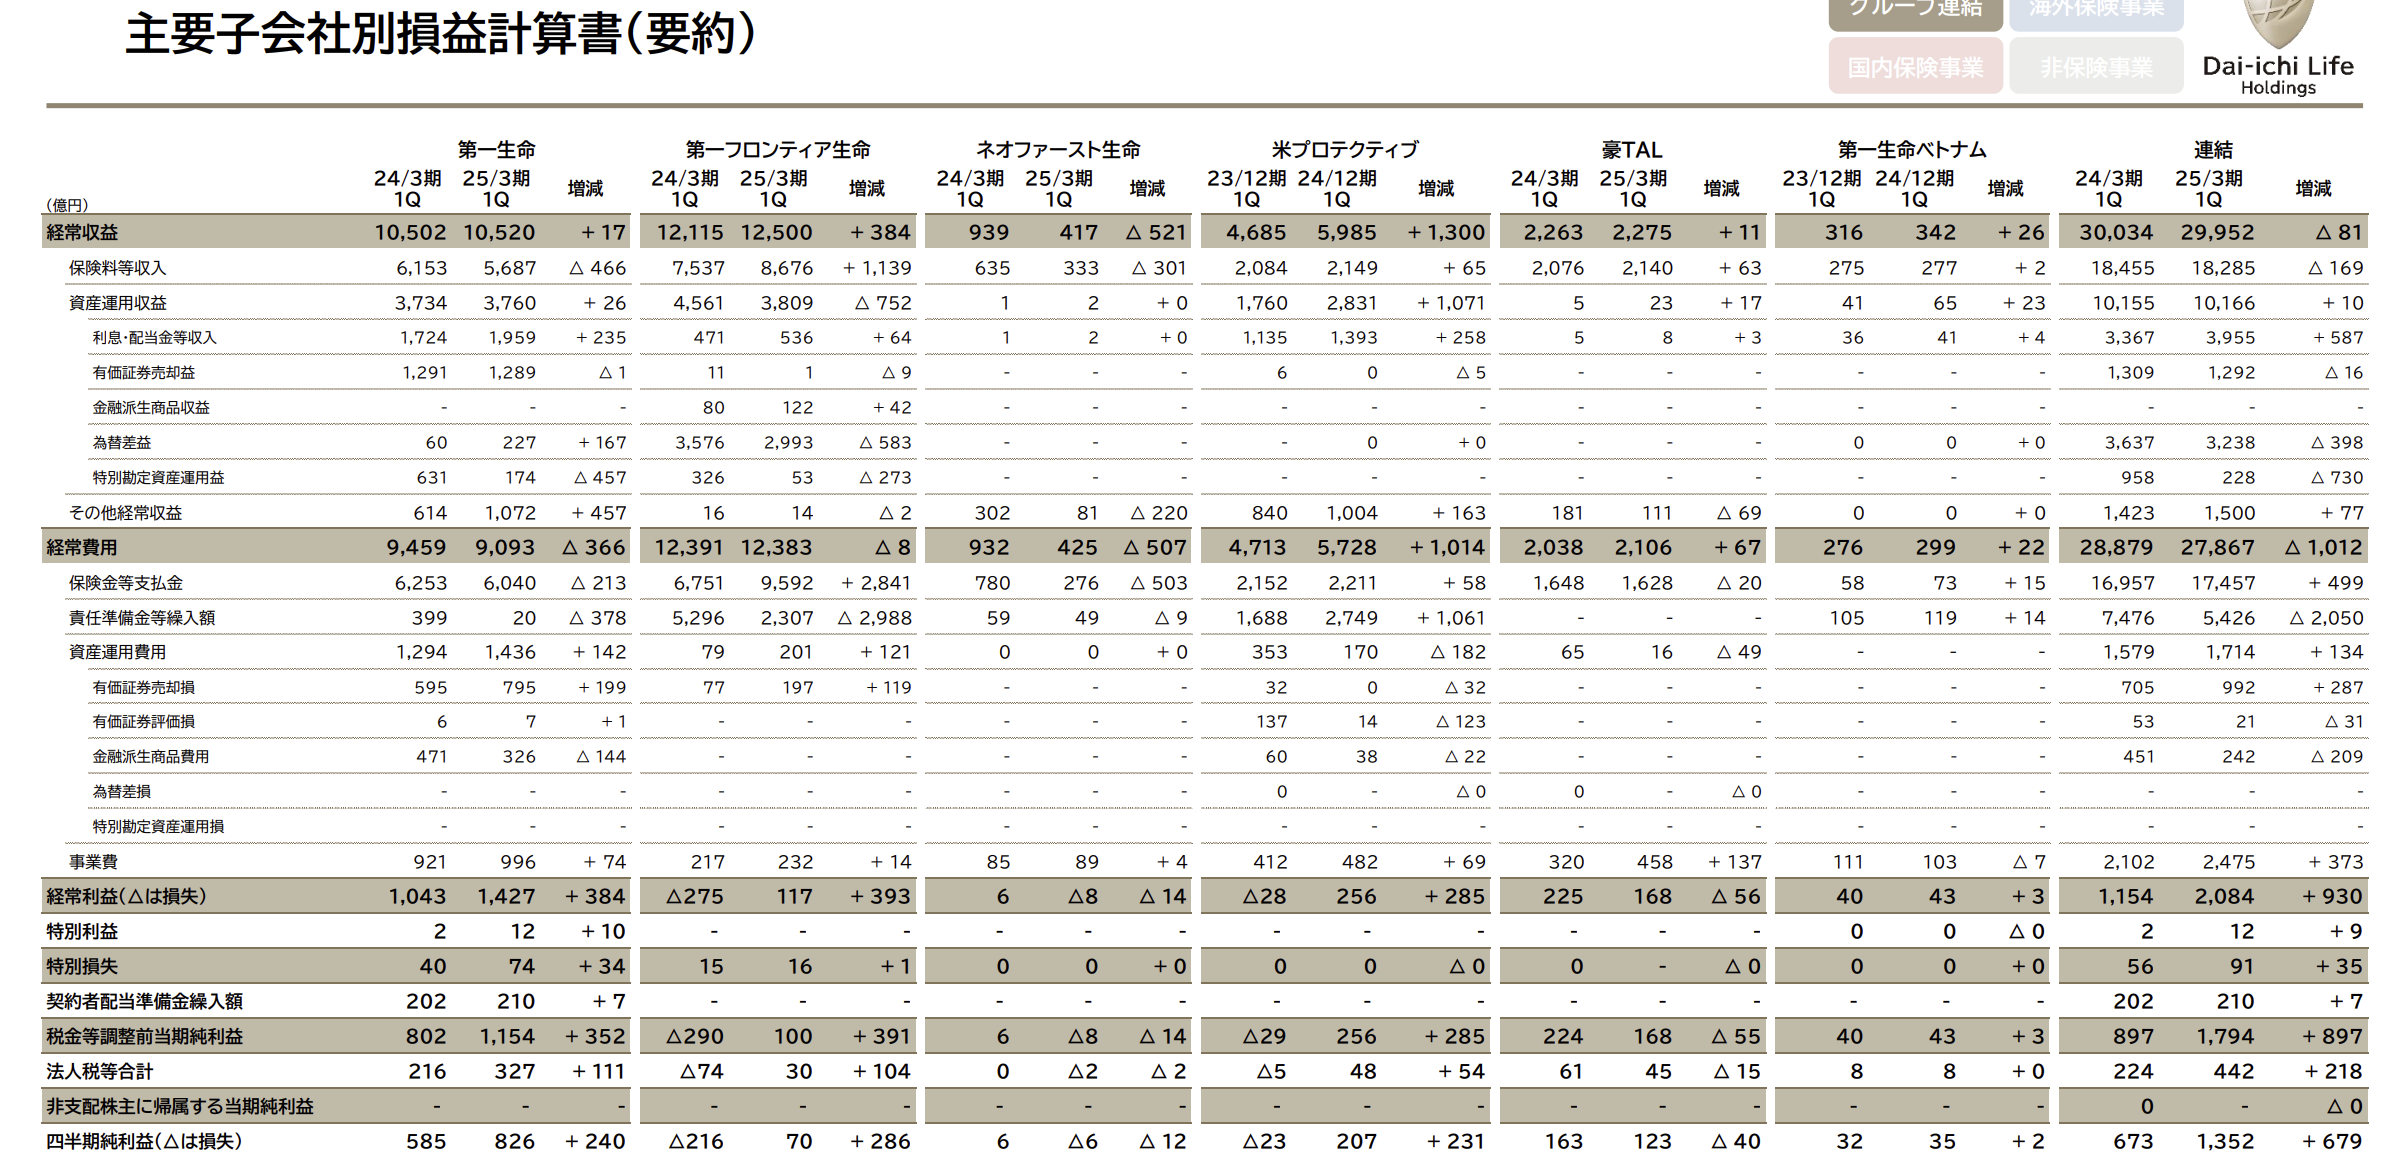 主要子会社別損益計算書（要約）
グループ連結 海外保険事業
国内保険事業 非保険事業
Dai-ichi Life
Holdings
第一生命 第一フロンティア生命 ネオファースト生命 米プロテクティブ 豪TAL 第一生命ベトナム 連結
24/3期 25/3期 増減 24/3期 25/3期 増減 24/3期 25/3期 増減 23/12期 24/12期 増減 24/3期 25/3期 増減 23/12期 24/12期 増減 24/3期 25/3期 増減
（億円） 1Q 1Q 1Q 1Q 1Q 1Q 1Q 1Q 1Q 1Q 1Q 1Q 1Q 1Q
経常収益 10,502 10,520 + 17 12,115 12,500 + 384 939 417 △ 521 4,685 5,985 + 1,300 2,263 2,275 + 11 316 342 + 26 30,034 29,952 △ 81
保険料等収入 6,153 5,687 △ 466 7,537 8,676 + 1,139 635 333 △ 301 2,084 2,149 + 65 2,076 2,140 + 63 275 277 + 2 18,455 18,285 △ 169
資産運用収益 3,734 3,760 + 26 4,561 3,809 △ 752 1 2 + 0 1,760 2,831 + 1,071 5 23 + 17 41 65 + 23 10,155 10,166 + 10
利息・配当金等収入 1,724 1,959 + 235 471 536 + 64 1 2 + 0 1,135 1,393 + 258 5 8 + 3 36 41 + 4 3,367 3,955 + 587
有価証券売却益 1,291 1,289 △ 1 11 1 △ 9 - - - 6 0 △ 5 - - - - - - 1,309 1,292 △ 16
金融派生商品収益 - - - 80 122 + 42 - - - - - - - - - - - - - - -
為替差益 60 227 + 167 3,576 2,993 △ 583 - - - - 0 + 0 - - - 0 0 + 0 3,637 3,238 △ 398
特別勘定資産運用益 631 174 △ 457 326 53 △ 273 - - - - - - - - - - - - 958 228 △ 730
その他経常収益 614 1,072 + 457 16 14 △ 2 302 81 △ 220 840 1,004 + 163 181 111 △ 69 0 0 + 0 1,423 1,500 + 77
経常費用 9,459 9,093 △ 366 12,391 12,383 △ 8 932 425 △ 507 4,713 5,728 + 1,014 2,038 2,106 + 67 276 299 + 22 28,879 27,867 △ 1,012
保険金等支払金 6,253 6,040 △ 213 6,751 9,592 + 2,841 780 276 △ 503 2,152 2,211 + 58 1,648 1,628 △ 20 58 73 + 15 16,957 17,457 + 499
責任準備金等繰入額 399 20 △ 378 5,296 2,307 △ 2,988 59 49 △ 9 1,688 2,749 + 1,061 - - - 105 119 + 14 7,476 5,426 △ 2,050
資産運用費用 1,294 1,436 + 142 79 201 + 121 0 0 + 0 353 170 △ 182 65 16 △ 49 - - - 1,579 1,714 + 134
有価証券売却損 595 795 + 199 77 197 + 119 - - - 32 0 △ 32 - - - - - - 705 992 + 287
有価証券評価損 6 7 + 1 - - - - - - 137 14 △ 123 - - - - - - 53 21 △ 31
金融派生商品費用 471 326 △ 144 - - - - - - 60 38 △ 22 - - - - - - 451 242 △ 209
為替差損 - - - - - - - - - 0 - △ 0 0 - △ 0 - - - - - -
特別勘定資産運用損 - - - - - - - - - - - - - - - - - - - - -
事業費 921 996 + 74 217 232 + 14 85 89 + 4 412 482 + 69 320 458 + 137 111 103 △ 7 2,102 2,475 + 373
経常利益（△は損失） 1,043 1,427 + 384 △275 117 + 393 6 △8 △ 14 △28 256 + 285 225 168 △ 56 40 43 + 3 1,154 2,084 + 930
特別利益 2 12 + 10 - - - - - - - - - - - - 0 0 △ 0 2 12 + 9
特別損失 40 74 + 34 15 16 + 1 0 0 + 0 0 0 △ 0 0 - △ 0 0 0 + 0 56 91 + 35
契約者配当準備金繰入額 202 210 + 7 - - - - - - - - - - - - - - - 202 210 + 7
税金等調整前当期純利益 802 1,154 + 352 △290 100 + 391 6 △8 △ 14 △29 256 + 285 224 168 △ 55 40 43 + 3 897 1,794 + 897
法人税等合計 216 327 + 111 △74 30 + 104 0 △2 △ 2 △5 48 + 54 61 45 △ 15 8 8 + 0 224 442 + 218
非支配株主に帰属する当期純利益 - - - - - - - - - - - - - - - - - - 0 - △ 0
四半期純利益（△は損失） 585 826 + 240 △216 70 + 286 6 △6 △ 12 △23 207 + 231 163 123 △ 40 32 35 + 2 673 1,352 + 679